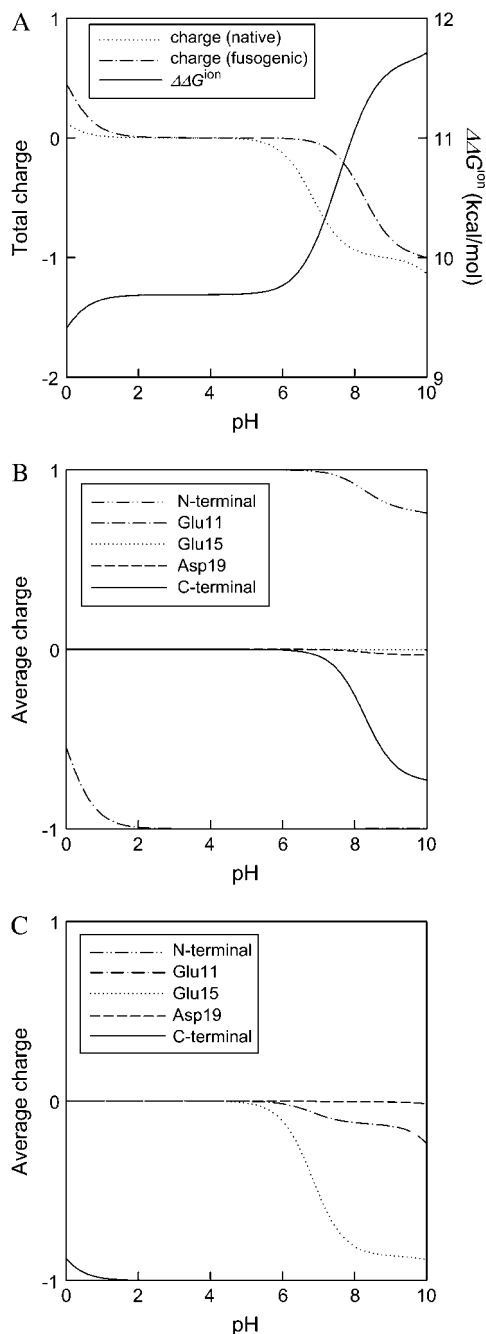 A
1
0
-1
-2
Total charge
charge (native)
charge (fusogenic)
ΔΔG^ion
12
11
10
9
ΔΔG^ion (kcal/mol)
0 2 4 6 8 10
pH
B
1
0
-1
Average charge
N-terminal
Glu11
Glu15
Asp19
C-terminal
0 2 4 6 8 10
pH
C
1
0
-1
Average charge
N-terminal
Glu11
Glu15
Asp19
C-terminal
0 2 4 6 8 10
pH